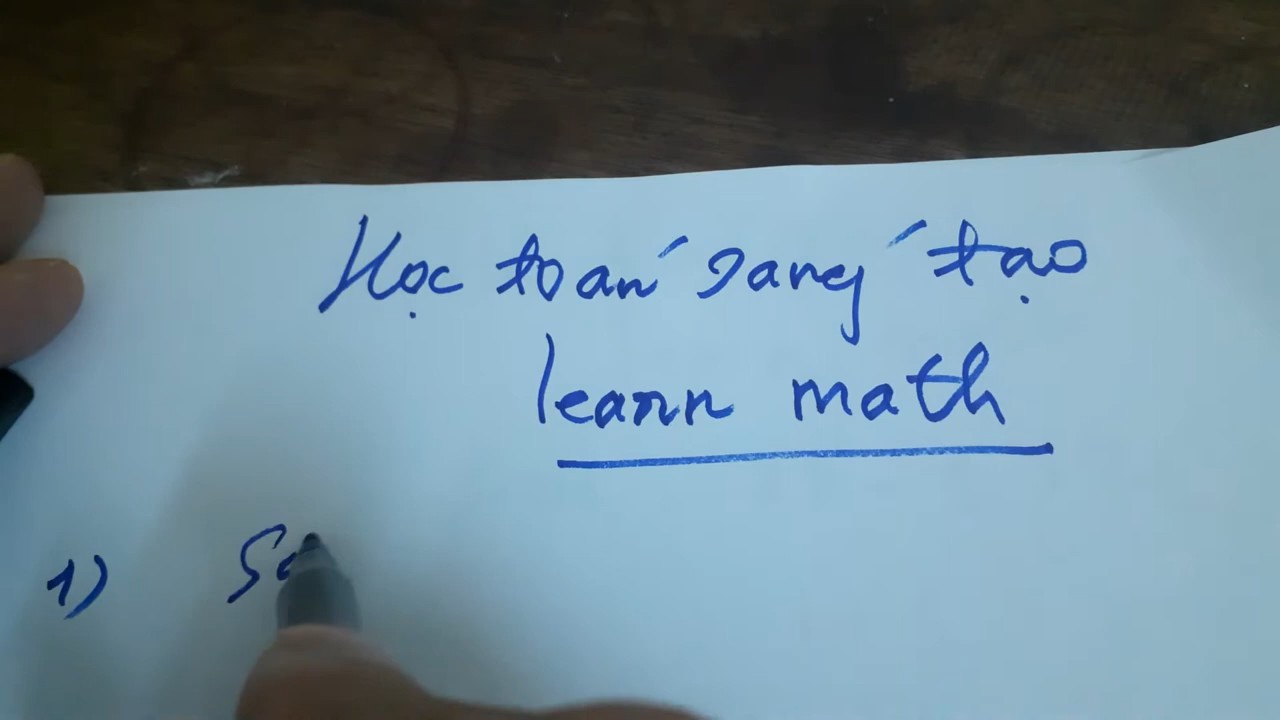 Học toán sáng tạo
learn math
1)